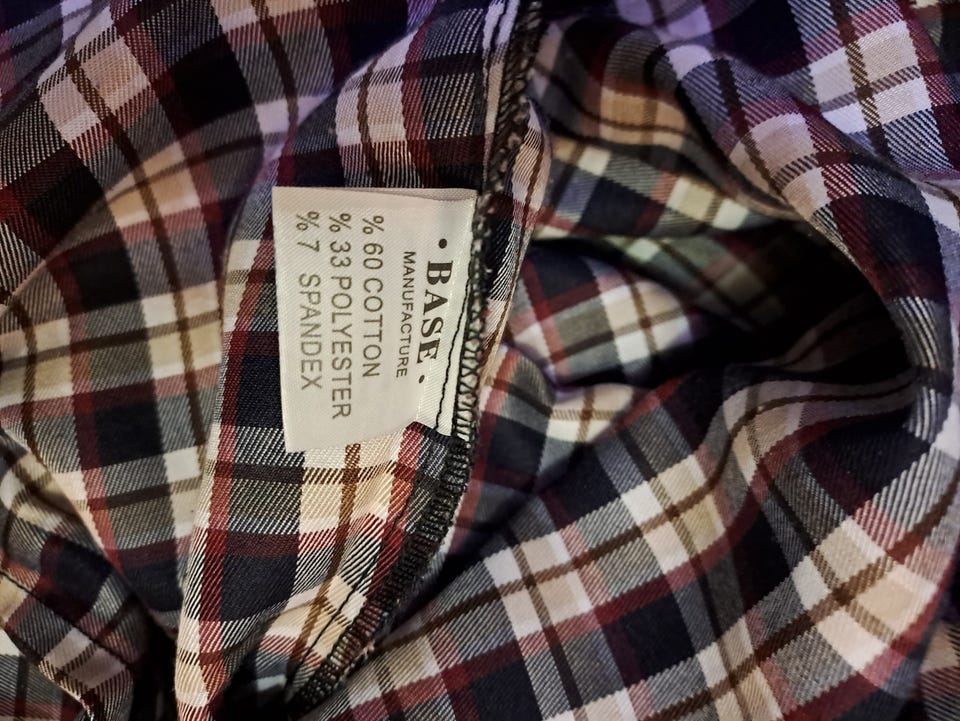 • BASE •
MANUFACTURE
% 60 COTTON
% 33 POLYESTER
% 7 SPANDEX